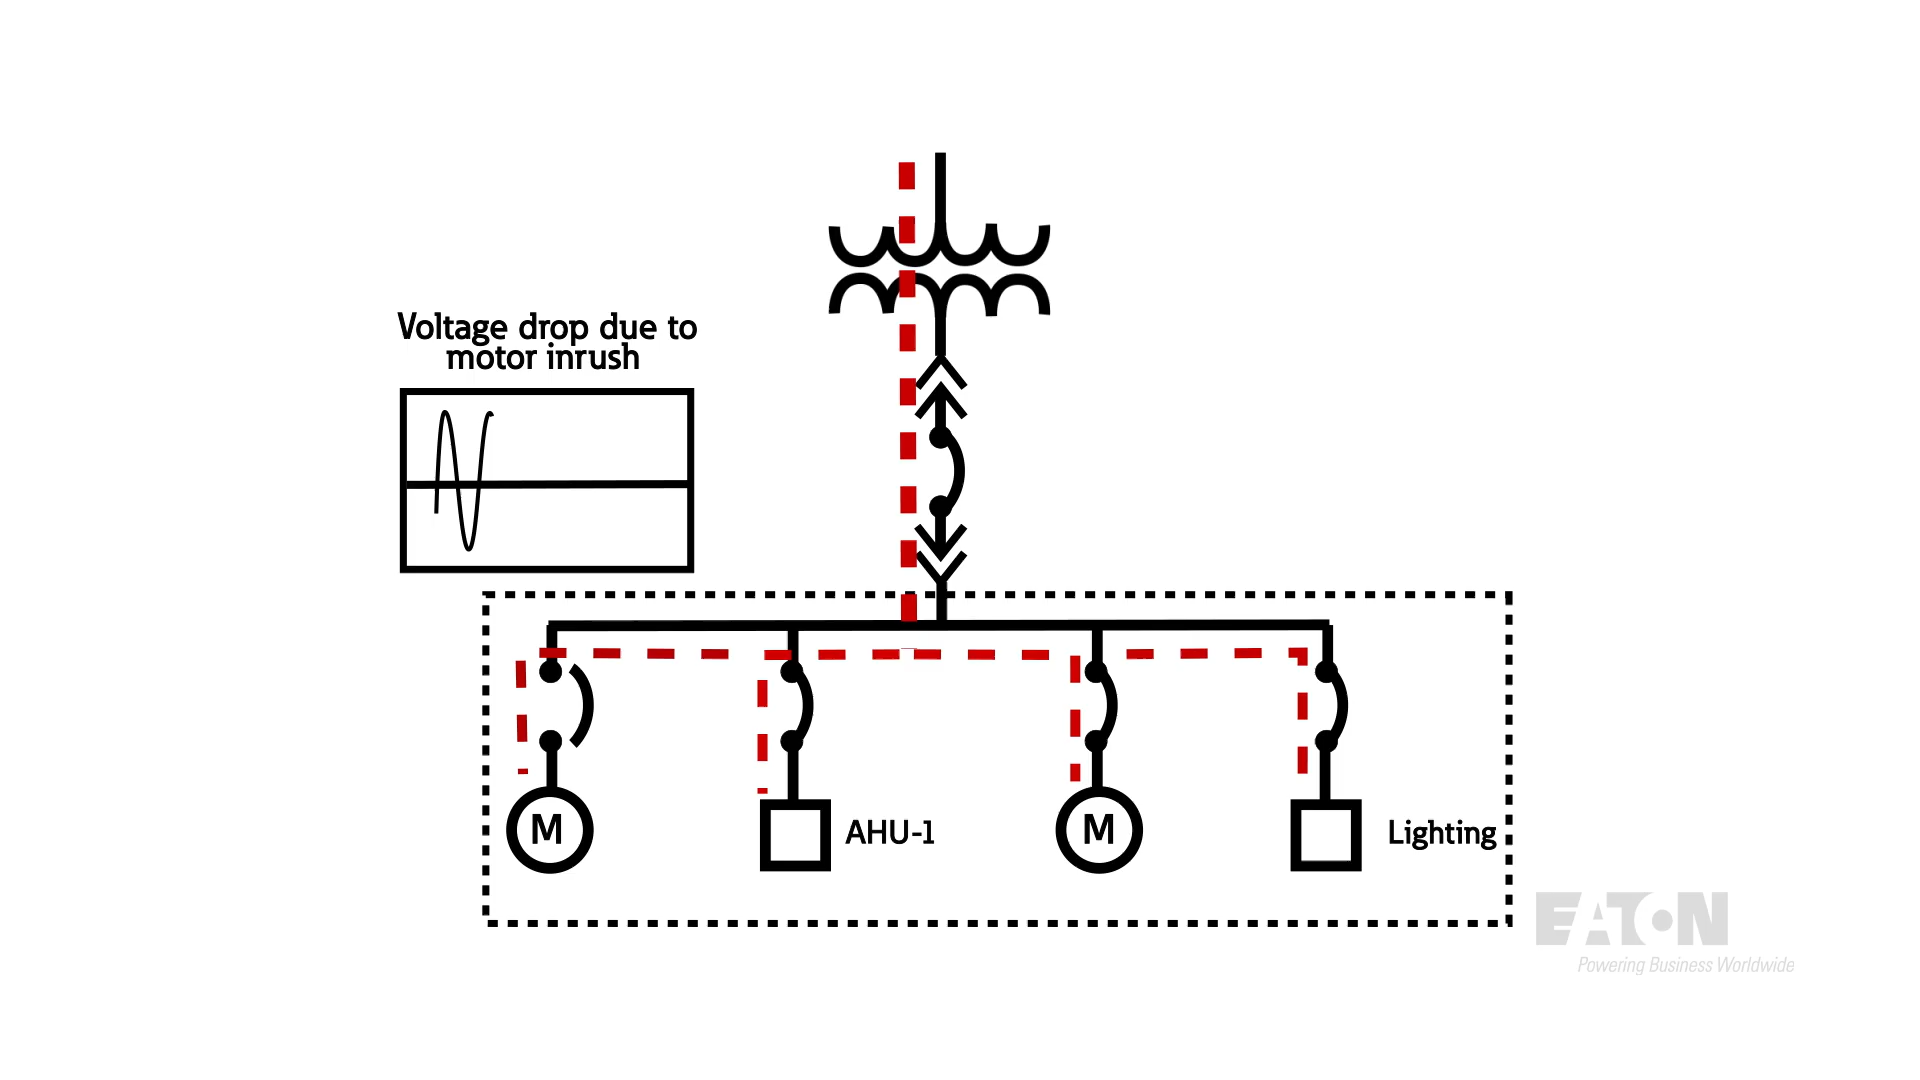 Voltage drop due to
motor inrush
M
AHU-1
M
Lighting
EATON
Powering Business Worldwide